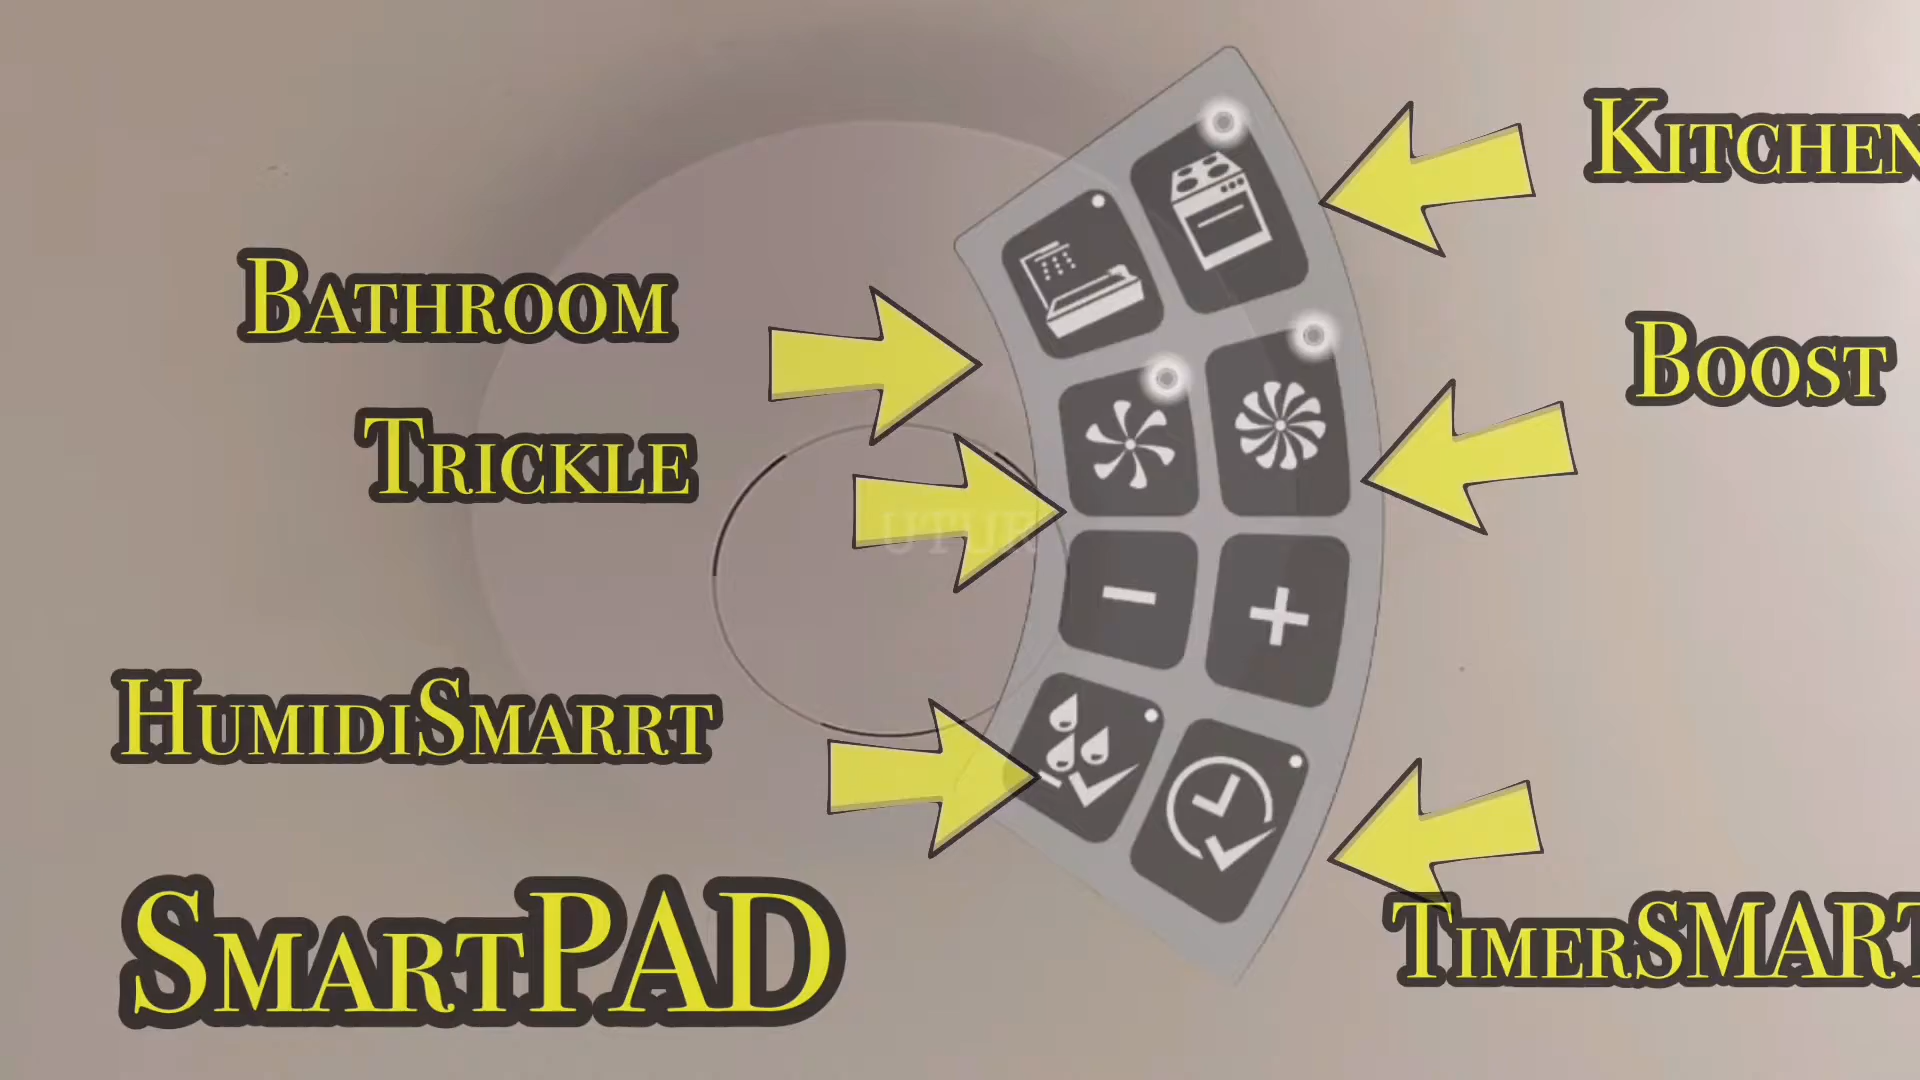 Kitchen
Bathroom
Boost
Trickle
HumidiSmarrt
SmartPAD
TimerSMART